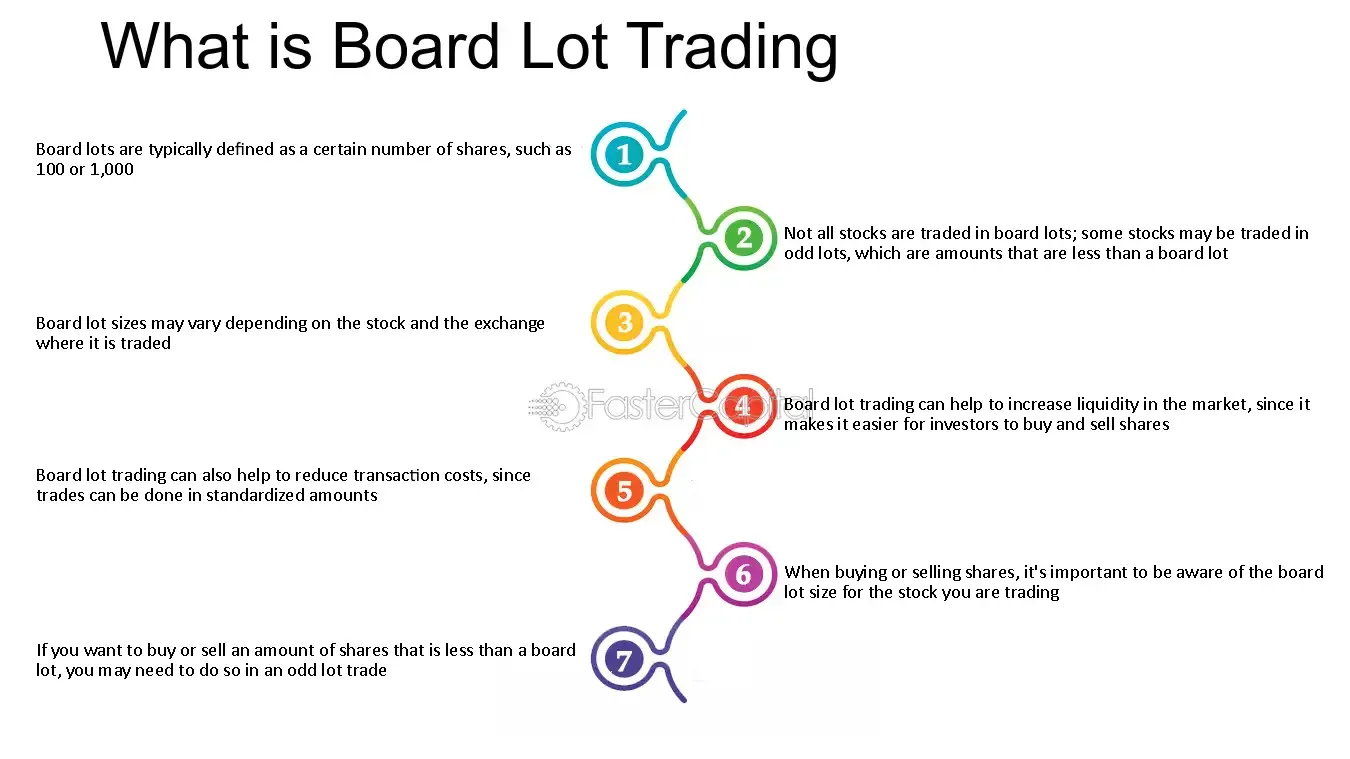 What is Board Lot Trading
1
Board lots are typically defined as a certain number of shares, such as
100 or 1,000
2
Not all stocks are traded in board lots; some stocks may be traded in
odd lots, which are amounts that are less than a board lot
3
Board lot sizes may vary depending on the stock and the exchange
where it is traded
FasterCapital
4
Board lot trading can help to increase liquidity in the market, since it
makes it easier for investors to buy and sell shares
5
Board lot trading can also help to reduce transaction costs, since
trades can be done in standardized amounts
6
When buying or selling shares, it's important to be aware of the board
lot size for the stock you are trading
7
If you want to buy or sell an amount of shares that is less than a board
lot, you may need to do so in an odd lot trade